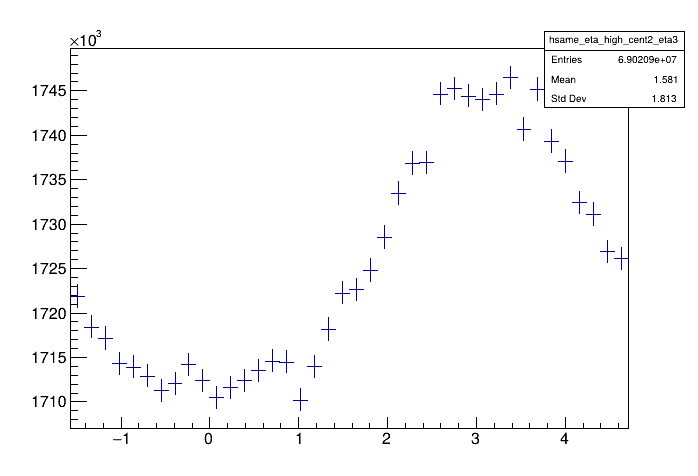 ×10³
hsame_eta_high_cent2_eta3
Entries 6.90209e+07
Mean 1.581
Std Dev 1.813
1745
1740
1735
1730
1725
1720
1715
1710
−1 0 1 2 3 4